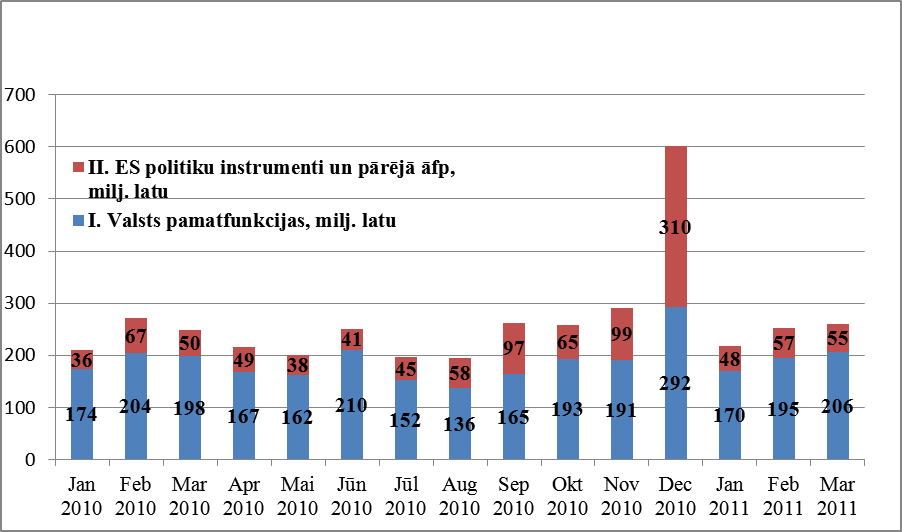 700
600
500
400
300
200
100
0
II. ES politiku instrumenti un pārējā āfp,
milj. latu
I. Valsts pamatfunkcijas, milj. latu
36 67 50 49 38 41 45 58 97 65 99 310 48 57 55
174 204 198 167 162 210 152 136 165 193 191 292 170 195 206
Jan Feb Mar Apr Mai Jūn Jūl Aug Sep Okt Nov Dec Jan Feb Mar
2010 2010 2010 2010 2010 2010 2010 2010 2010 2010 2010 2010 2011 2011 2011